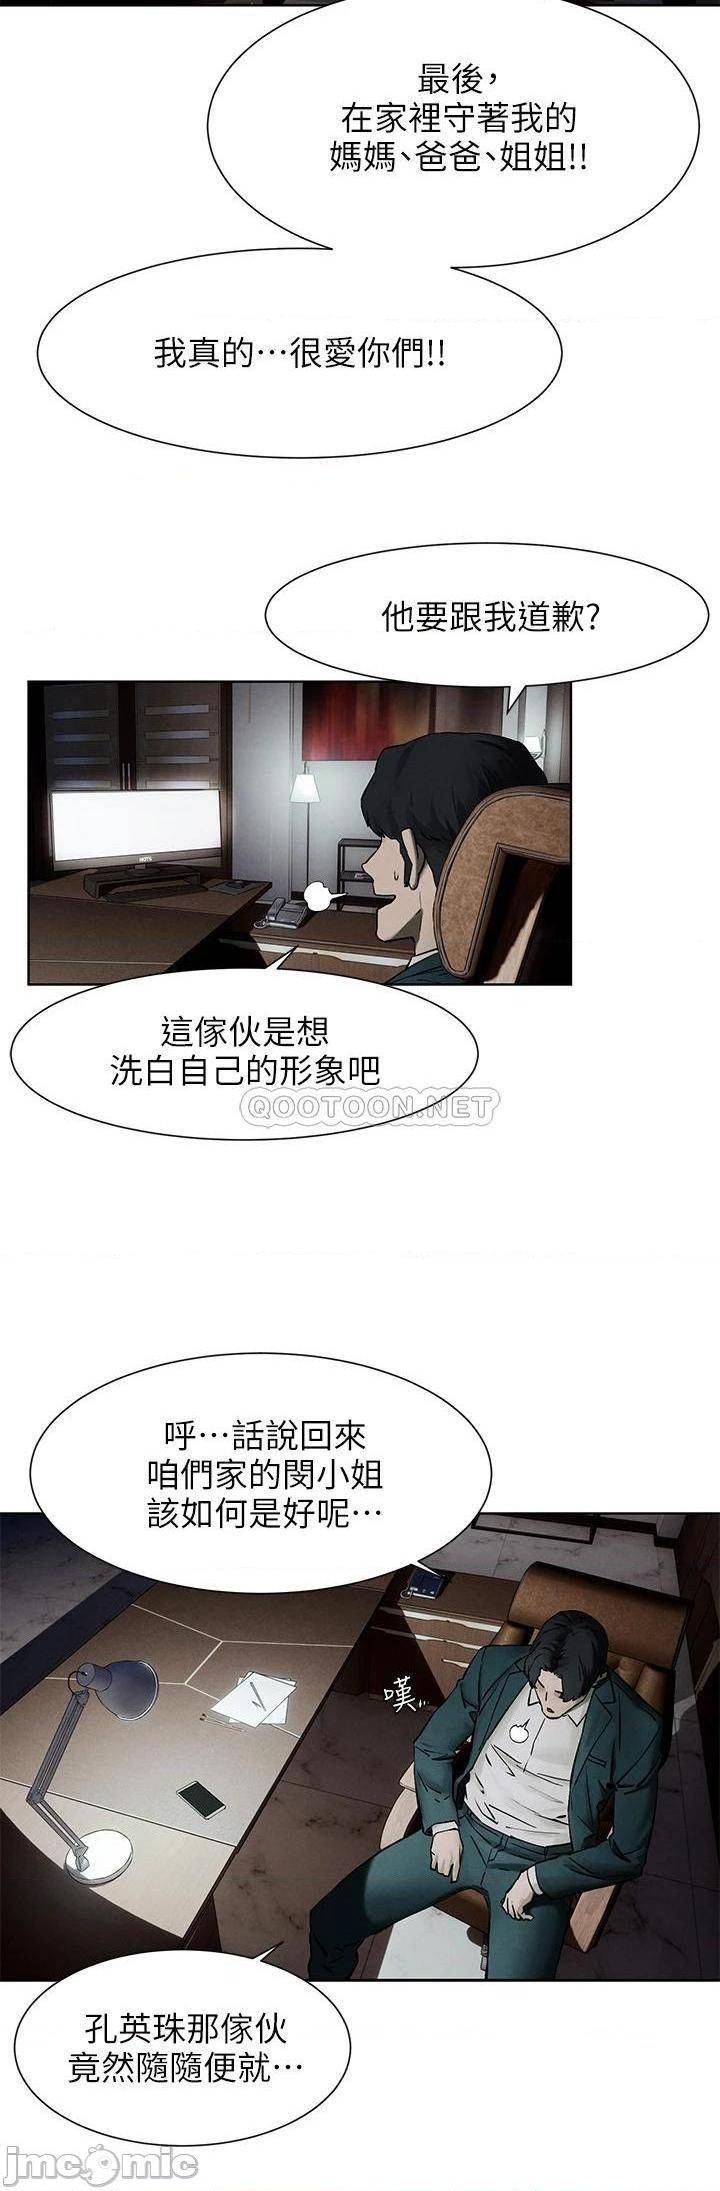 最後，
在家裡守著我的
媽媽、爸爸、姐姐!!
我真的…很愛你們!!
他要跟我道歉?
HOTS
這傢伙是想
洗白自己的形象吧
QOOTOON.NET
呼…話說回來
咱們家的閔小姐
該如何是好呢…
嘆…
孔英珠那傢伙
竟然隨隨便就…
jmcomic